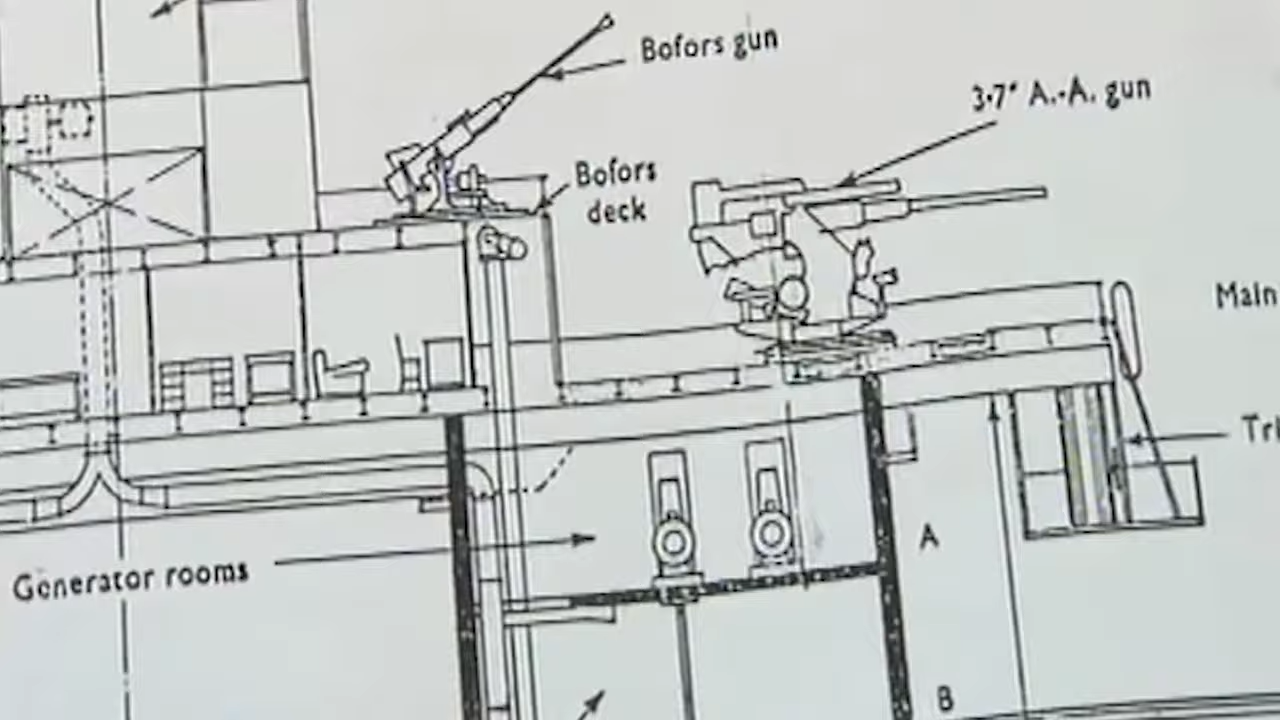 Bofors gun
3·7" A.-A. gun
Bofors
deck
Main
Generator rooms
A
B